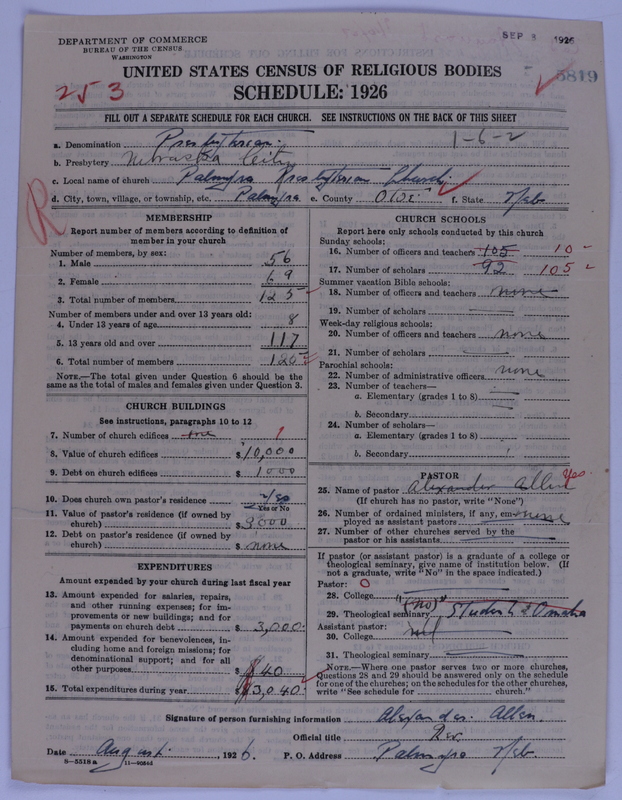 DEPARTMENT OF COMMERCE
BUREAU OF THE CENSUS
WASHINGTON
SEP 8 1926
UNITED STATES CENSUS OF RELIGIOUS BODIES
SCHEDULE: 1926
253
5819
FILL OUT A SEPARATE SCHEDULE FOR EACH CHURCH. SEE INSTRUCTIONS ON THE BACK OF THIS SHEET
1-6-2
a. Denomination Presbyterian
b. Presbytery Nebraska City
c. Local name of church Palmyra Presbyterian Church
d. City, town, village, or township, etc. Palmyra e. County Otoe f. State Neb
R
MEMBERSHIP
Report number of members according to definition of
member in your church
Number of members, by sex:
1. Male 56
2. Female 69
3. Total number of members 125
Number of members under and over 13 years old:
4. Under 13 years of age 8
5. 13 years old and over 117
6. Total number of members 125
NOTE.—The total given under Question 6 should be the
same as the total of males and females given under Question 3.
CHURCH BUILDINGS
See instructions, paragraphs 10 to 12
7. Number of church edifices one 1
8. Value of church edifices $10,000
9. Debt on church edifices $ 1000
10. Does church own pastor's residence yes
Yes or No
11. Value of pastor's residence (if owned by
church) $3000
12. Debt on pastor's residence (if owned by
church) $ none
EXPENDITURES
Amount expended by your church during last fiscal year
13. Amount expended for salaries, repairs,
and other running expenses; for im-
provements or new buildings; and for
payments on church debt $ 3,000
14. Amount expended for benevolences, in-
cluding home and foreign missions; for
denominational support; and for all
other purposes $ 40
15. Total expenditures during year $3,040
CHURCH SCHOOLS
Report here only schools conducted by this church
Sunday schools:
16. Number of officers and teachers 105 10
17. Number of scholars 92 105
Summer vacation Bible schools:
18. Number of officers and teachers none
19. Number of scholars
Week-day religious schools:
20. Number of officers and teachers none
21. Number of scholars
Parochial schools:
22. Number of administrative officers none
23. Number of teachers—
a. Elementary (grades 1 to 8)
b. Secondary
24. Number of scholars—
a. Elementary (grades 1 to 8)
b. Secondary
PASTOR
25. Name of pastor Alexander Allen Yes
(If church has no pastor, write "None")
26. Number of ordained ministers, if any, em-
ployed as assistant pastors none
27. Number of other churches served by the
pastor or his assistants
If pastor (or assistant pastor) is a graduate of a college or
theological seminary, give name of institution below. (If
not a graduate, write "No" in the space indicated.)
Pastor: O
28. College
"(No)"
29. Theological seminary Student Omaha
Assistant pastor:
30. College
31. Theological seminary
NOTE.—Where one pastor serves two or more churches,
Questions 28 and 29 should be answered only on the schedule
for one of the churches; on the schedules for the other churches,
write "See schedule for church."
Signature of person furnishing information Alexander Allen
Official title Rev.
Date August, 1926. P. O. Address Palmyra Neb.
8-5518a 11-9054d